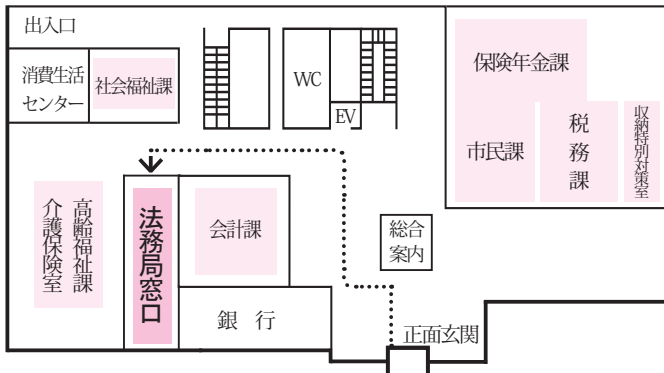 出入口
消費生活
センター
社会福祉課
WC
EV
保険年金課
市民課
税務課
収納特別対策室
高齢福祉課
介護保険室
法務局窓口
会計課
総合
案内
銀 行
正面玄関